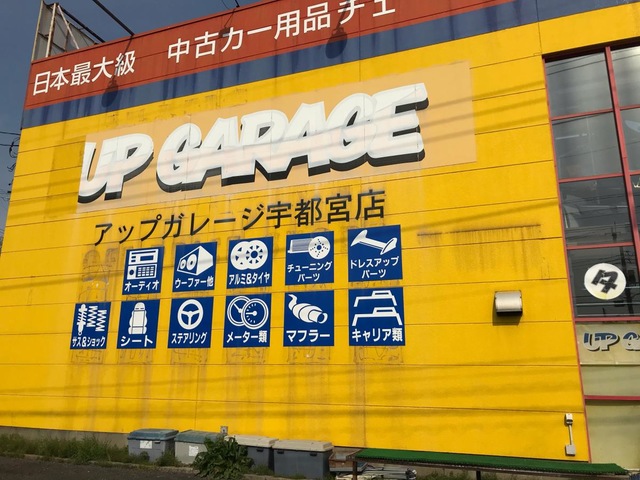 日本最大級 中古カー用品チェ
UP GARAGE
アップガレージ宇都宮店
オーディオ
ウーファー他
アルミ&タイヤ
チューニング
パーツ
ドレスアップ
パーツ
サス&ショック
シート
ステアリング
メーター類
マフラー
キャリア類
タ
UP GA